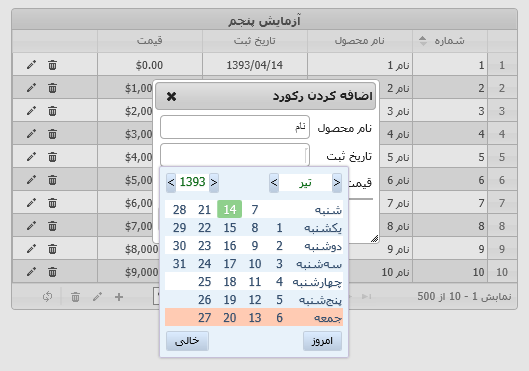 آزمایش پنجم
شماره نام محصول تاریخ ثبت قیمت
1 1 نام 1 1393/04/14 $0.00
2 2 نام 2 $1,00
3 3 نام 3 $2,00
4 4 نام 4 $3,00
5 5 نام 5 $4,00
6 6 نام 6 $5,00
7 7 نام 7 $6,00
8 8 نام 8 $7,00
9 9 نام 9 $8,000
10 10 نام 10 $9,000
نمایش 1 - 10 از 500
اضافه کردن رکورد
نام محصول نام
تاریخ ثبت
قیمت
< تیر > < 1393 >
شنبه 7 14 21 28
یکشنبه 1 8 15 22 29
دوشنبه 2 9 16 23 30
سه‌شنبه 3 10 17 24 31
چهارشنبه 4 11 18 25
پنج‌شنبه 5 12 19 26
جمعه 6 13 20 27
امروز خالی